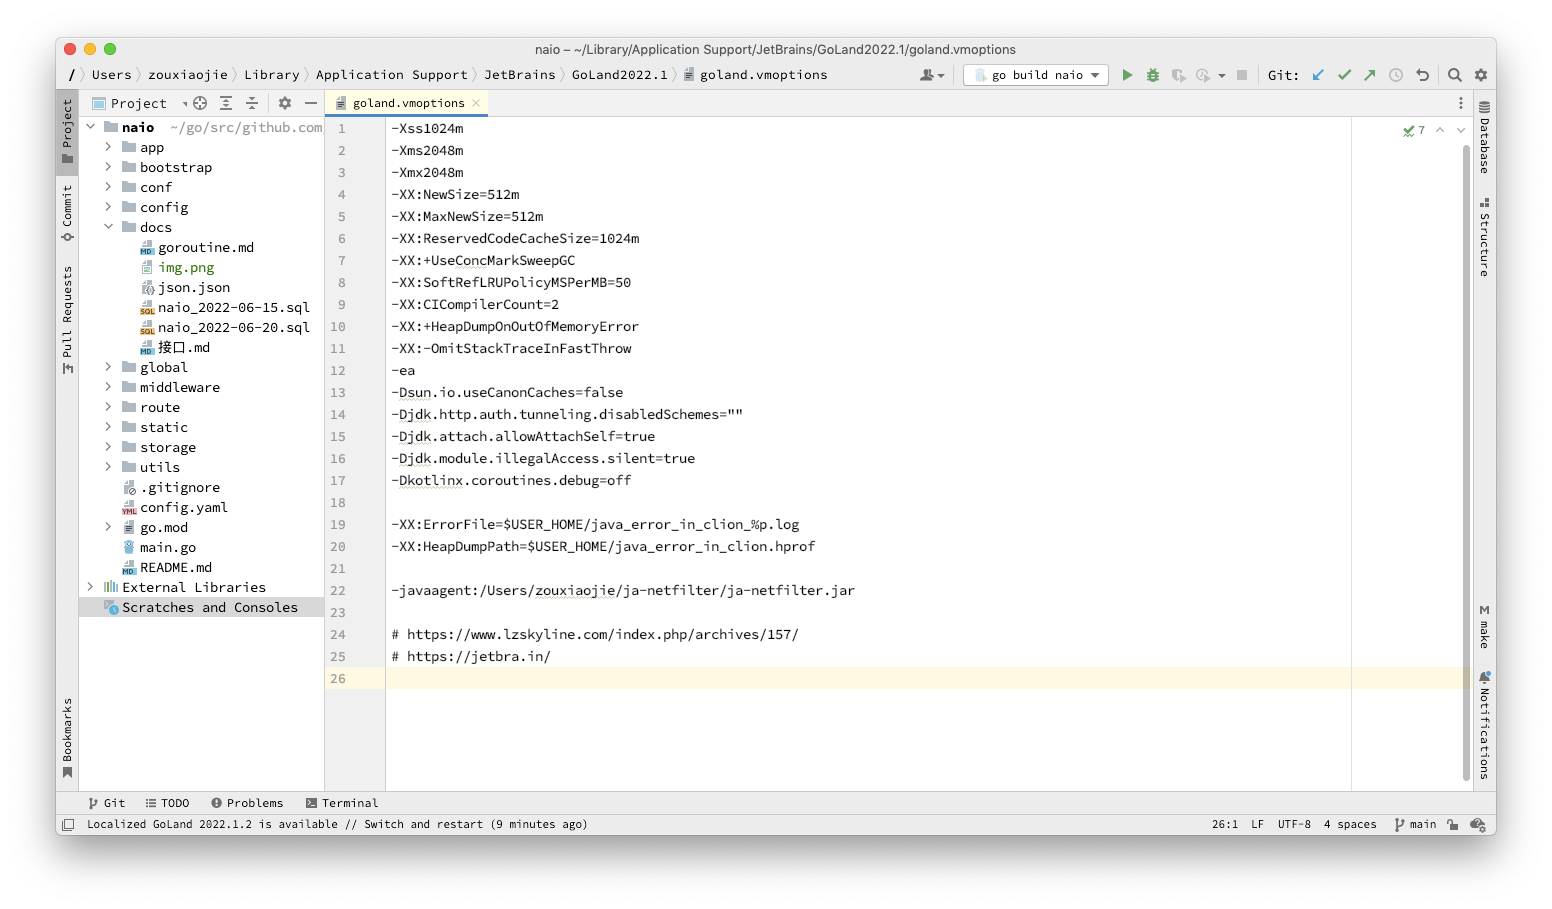 naio – ~/Library/Application Support/JetBrains/GoLand2022.1/goland.vmoptions
/ Users zouxiaojie Library Application Support JetBrains GoLand2022.1 goland.vmoptions
go build naio
Git:
Project
goland.vmoptions
naio ~/go/src/github.com
app
bootstrap
conf
config
docs
goroutine.md
img.png
json.json
naio_2022-06-15.sql
naio_2022-06-20.sql
接口.md
global
middleware
route
static
storage
utils
.gitignore
config.yaml
go.mod
main.go
README.md
External Libraries
Scratches and Consoles
1 -Xss1024m
2 -Xms2048m
3 -Xmx2048m
4 -XX:NewSize=512m
5 -XX:MaxNewSize=512m
6 -XX:ReservedCodeCacheSize=1024m
7 -XX:+UseConcMarkSweepGC
8 -XX:SoftRefLRUPolicyMSPerMB=50
9 -XX:CICompilerCount=2
10 -XX:+HeapDumpOnOutOfMemoryError
11 -XX:-OmitStackTraceInFastThrow
12 -ea
13 -Dsun.io.useCanonCaches=false
14 -Djdk.http.auth.tunneling.disabledSchemes=""
15 -Djdk.attach.allowAttachSelf=true
16 -Djdk.module.illegalAccess.silent=true
17 -Dkotlinx.coroutines.debug=off
18
19 -XX:ErrorFile=$USER_HOME/java_error_in_clion_%p.log
20 -XX:HeapDumpPath=$USER_HOME/java_error_in_clion.hprof
21
22 -javaagent:/Users/zouxiaojie/ja-netfilter/ja-netfilter.jar
23
24 # https://www.lzskyline.com/index.php/archives/157/
25 # https://jetbra.in/
26
7
Project
Commit
Pull Requests
Bookmarks
Database
Structure
M make
Notifications
Git
TODO
Problems
Terminal
Localized GoLand 2022.1.2 is available // Switch and restart (9 minutes ago)
26:1 LF UTF-8 4 spaces main